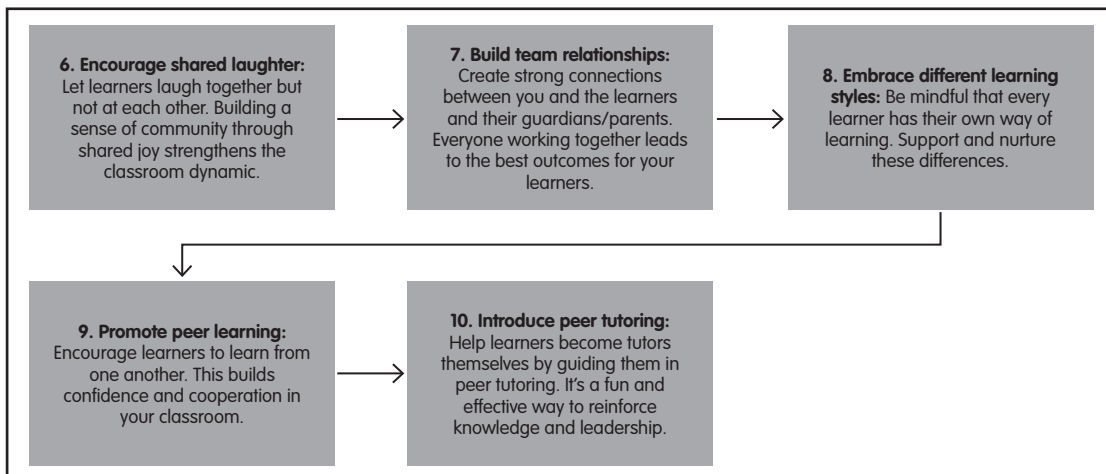 6. Encourage shared laughter:
Let learners laugh together but
not at each other. Building a
sense of community through
shared joy strengthens the
classroom dynamic.
7. Build team relationships:
Create strong connections
between you and the learners
and their guardians/parents.
Everyone working together leads
to the best outcomes for your
learners.
8. Embrace different learning
styles: Be mindful that every
learner has their own way of
learning. Support and nurture
these differences.
9. Promote peer learning:
Encourage learners to learn from
one another. This builds
confidence and cooperation in
your classroom.
10. Introduce peer tutoring:
Help learners become tutors
themselves by guiding them in
peer tutoring. It's a fun and
effective way to reinforce
knowledge and leadership.